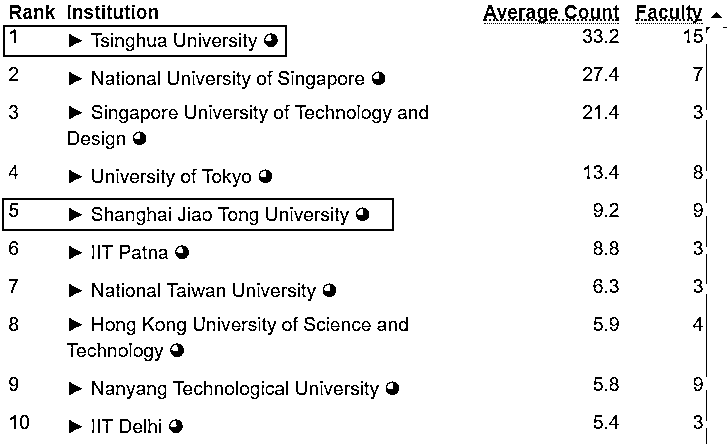 Rank Institution Average Count Faculty
1 ► Tsinghua University 33.2 15
2 ► National University of Singapore 27.4 7
3 ► Singapore University of Technology and 21.4 3
Design
4 ► University of Tokyo 13.4 8
5 ► Shanghai Jiao Tong University 9.2 9
6 ► IIT Patna 8.8 3
7 ► National Taiwan University 6.3 3
8 ► Hong Kong University of Science and 5.9 4
Technology
9 ► Nanyang Technological University 5.8 9
10 ► IIT Delhi 5.4 3